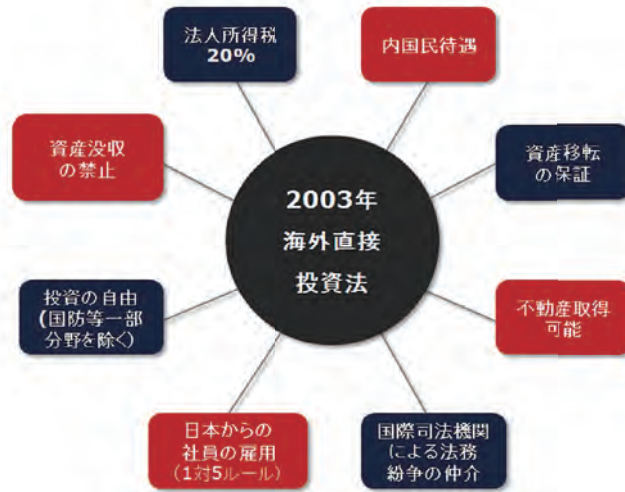 法人所得税
20%
内国民待遇
資産没収
の禁止
資産移転
の保証
2003年
海外直接
投資法
投資の自由
(国防等一部
分野を除く)
不動産取得
可能
日本からの
社員の雇用
(1対5ルール)
国際司法機関
による法務
紛争の仲介